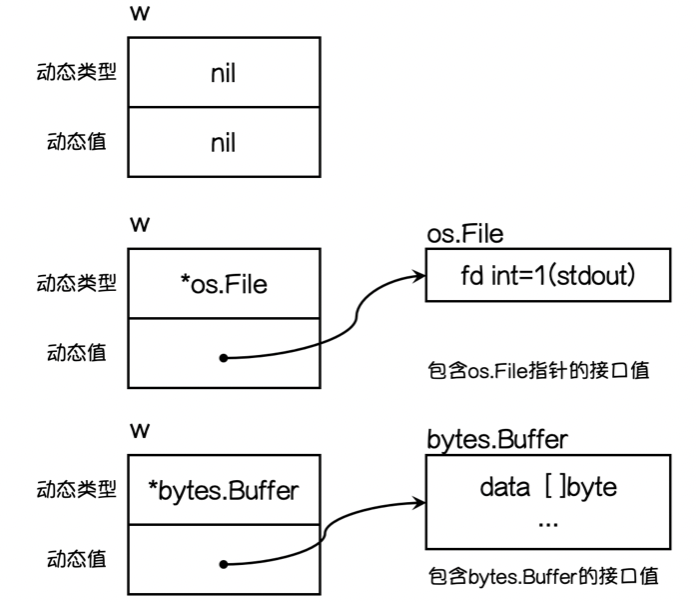 w
动态类型
nil
动态值
nil
w
动态类型
*os.File
动态值
os.File
fd int=1(stdout)
包含os.File指针的接口值
w
动态类型
*bytes.Buffer
动态值
bytes.Buffer
data [ ]byte
...
包含bytes.Buffer的接口值